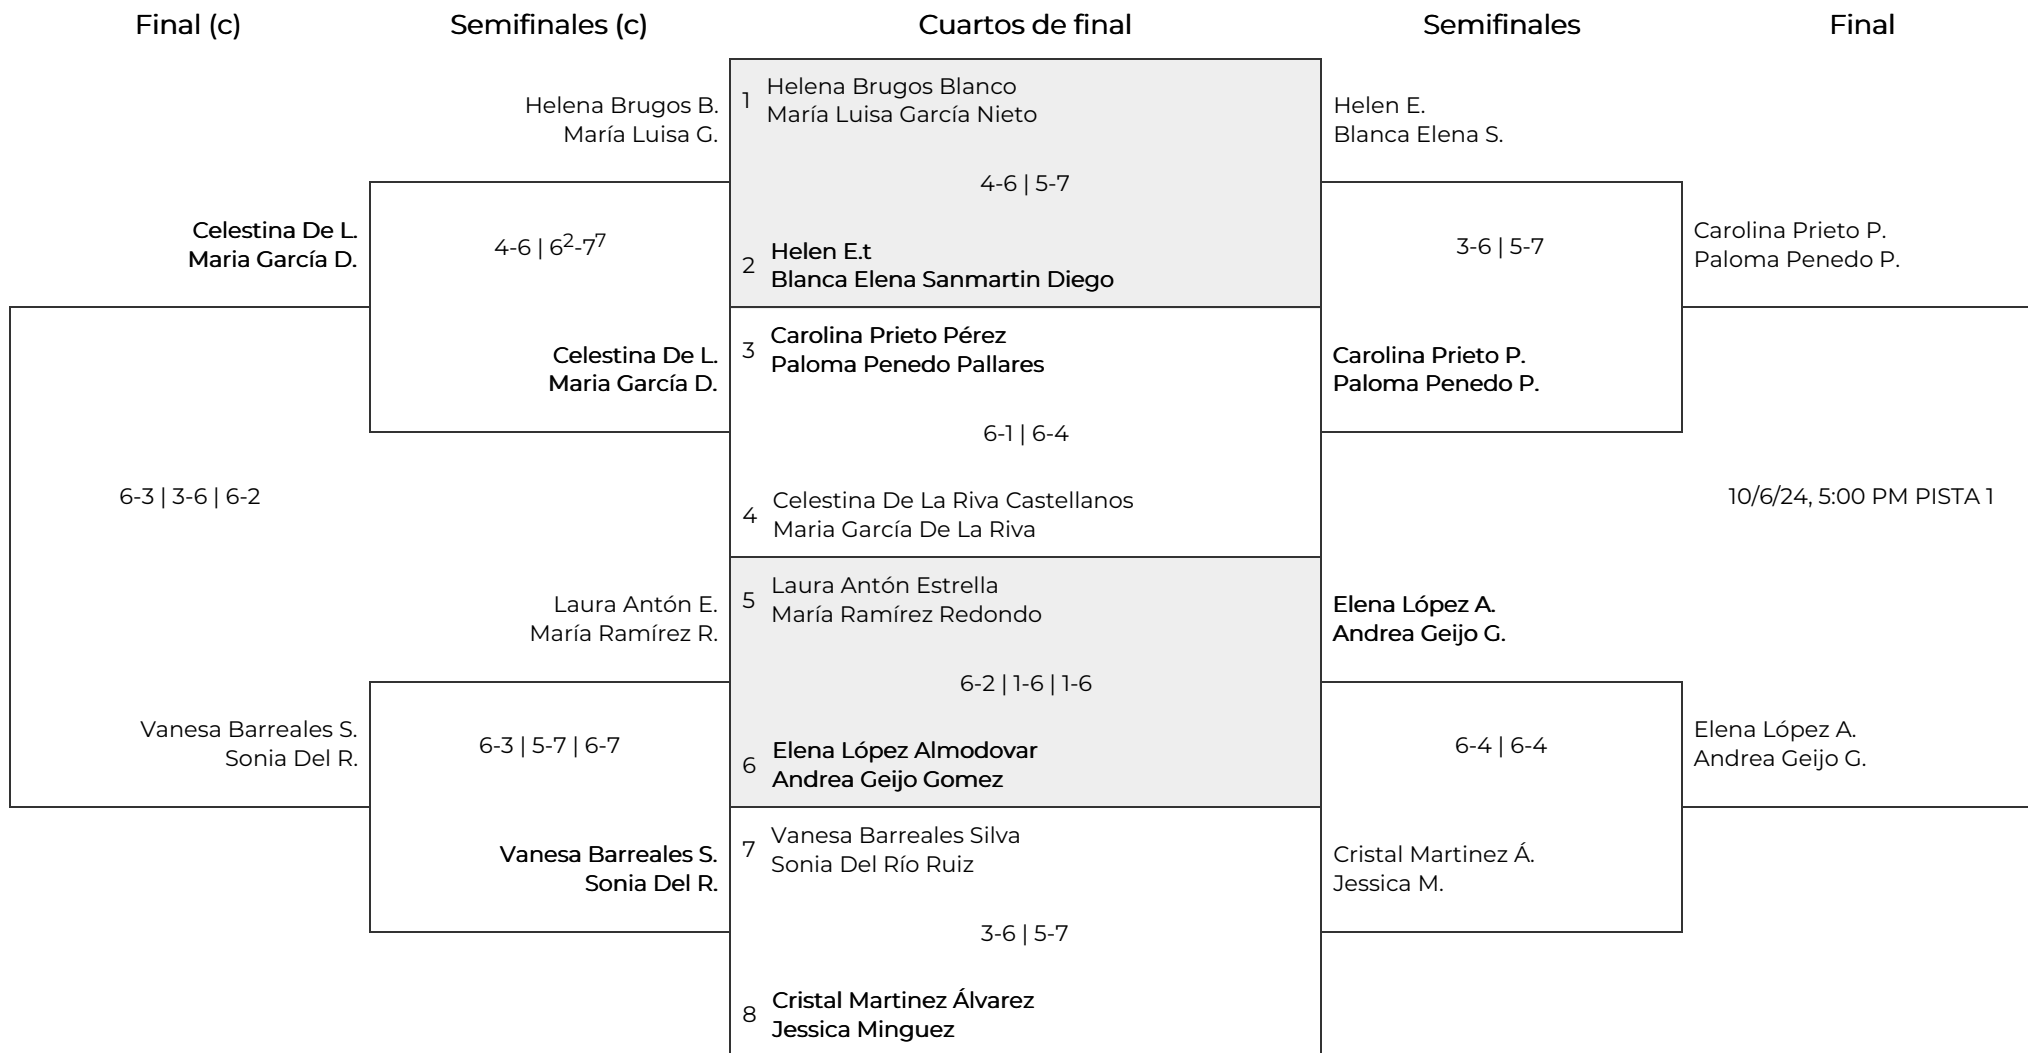 Final (c)
Semifinales (c)
Cuartos de final
Semifinales
Final
Celestina De L.
Maria García D.
6-3 | 3-6 | 6-2
Vanesa Barreales S.
Sonia Del R.
Helena Brugos B.
María Luisa G.
4-6 | 6²-7⁷
Celestina De L.
Maria García D.
Laura Antón E.
María Ramírez R.
6-3 | 5-7 | 6-7
Vanesa Barreales S.
Sonia Del R.
1 Helena Brugos Blanco
María Luisa García Nieto
4-6 | 5-7
2 Helen E.t
Blanca Elena Sanmartin Diego
3 Carolina Prieto Pérez
Paloma Penedo Pallares
6-1 | 6-4
4 Celestina De La Riva Castellanos
Maria García De La Riva
5 Laura Antón Estrella
María Ramírez Redondo
6-2 | 1-6 | 1-6
6 Elena López Almodovar
Andrea Geijo Gomez
7 Vanesa Barreales Silva
Sonia Del Río Ruiz
3-6 | 5-7
8 Cristal Martinez Álvarez
Jessica Minguez
Helen E.
Blanca Elena S.
3-6 | 5-7
Carolina Prieto P.
Paloma Penedo P.
Elena López A.
Andrea Geijo G.
6-4 | 6-4
Cristal Martinez Á.
Jessica M.
Carolina Prieto P.
Paloma Penedo P.
10/6/24, 5:00 PM PISTA 1
Elena López A.
Andrea Geijo G.